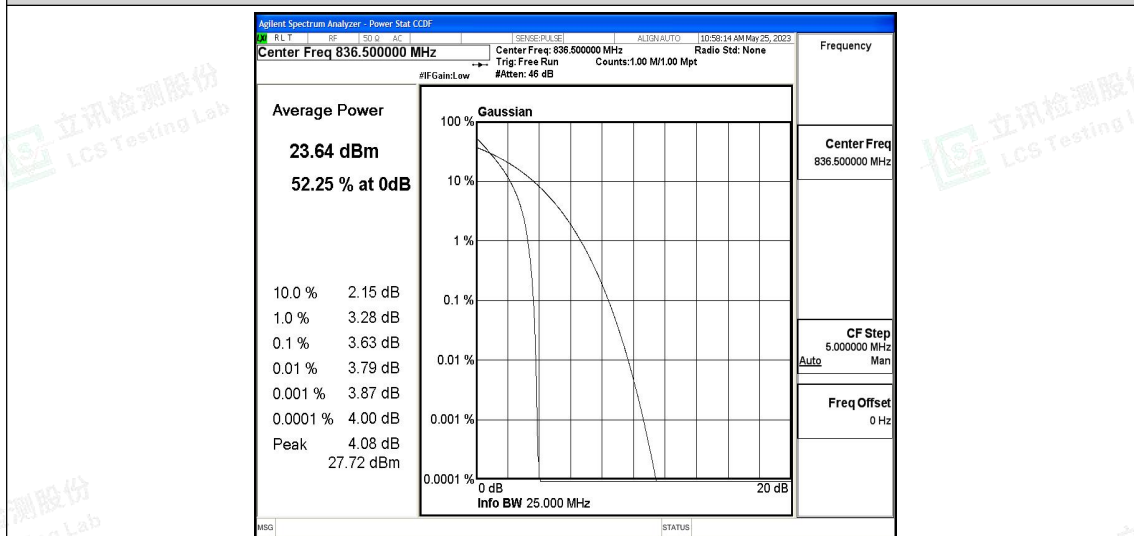 Agilent Spectrum Analyzer - Power Stat CCDF
RLT RF 50 Ω AC SENSE:PULSE ALIGN AUTO 10:58:14 AM May 25, 2023
Center Freq 836.500000 MHz
Center Freq: 836.500000 MHz Radio Std: None
Trig: Free Run Counts:1.00 M/1.00 Mpt
#IFGain:Low #Atten: 46 dB
Frequency
Average Power
23.64 dBm
52.25 % at 0dB
10.0 % 2.15 dB
1.0 % 3.28 dB
0.1 % 3.63 dB
0.01 % 3.79 dB
0.001 % 3.87 dB
0.0001 % 4.00 dB
Peak 4.08 dB
27.72 dBm
Gaussian
100 %
10 %
1 %
0.1 %
0.01 %
0.001 %
0.0001 %
0 dB 20 dB
Info BW 25.000 MHz
Center Freq
836.500000 MHz
CF Step
5.000000 MHz
Auto Man
Freq Offset
0 Hz
MSG STATUS
立讯检测股份
LCS Testing Lab
立讯检测股份
LCS Testing L
测股份
ng Lab